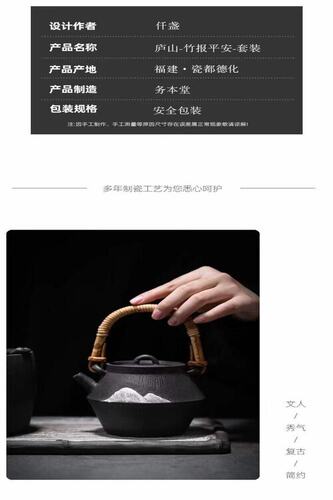 设计作者 仟盏
产品名称 庐山-竹报平安-套装
产品产地 福建·瓷都德化
产品制造 务本堂
包装规格 安全包装
注:因手工制作、手工测量等原因尺寸存在误差属正常现象敬请谅解!
多年制瓷工艺为您悉心呵护
文人
/
秀气
/
复古
/
简约